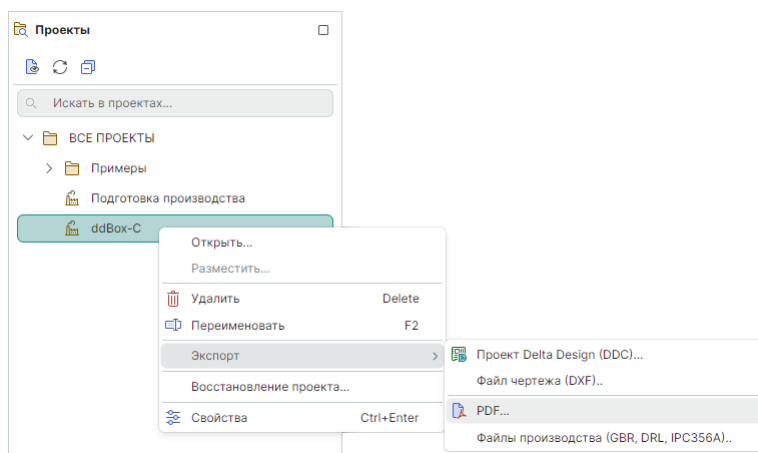 Проекты
Искать в проектах...
ВСЕ ПРОЕКТЫ
Примеры
Подготовка производства
ddBox-C
Открыть...
Разместить...
Удалить Delete
Переименовать F2
Экспорт
Восстановление проекта...
Свойства Ctrl+Enter
Проект Delta Design (DDC)...
Файл чертежа (DXF)..
PDF...
Файлы производства (GBR, DRL, IPC356A)..